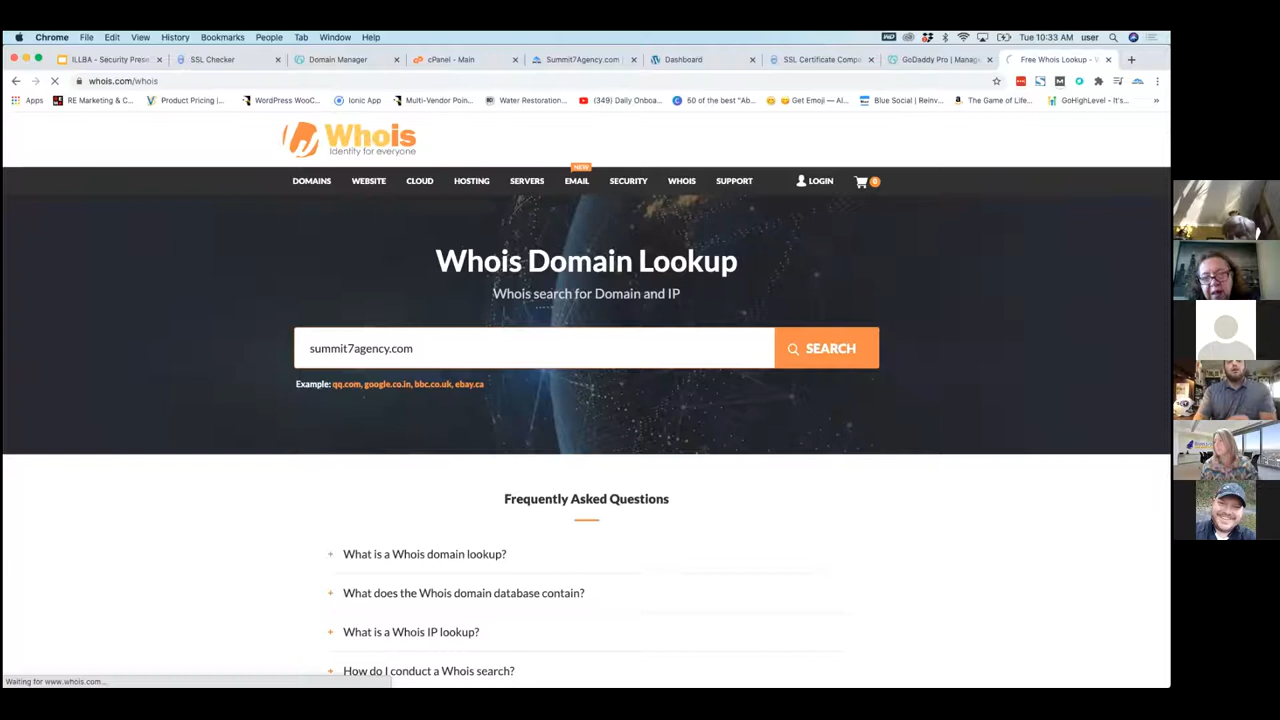 Chrome File Edit View History Bookmarks People Tab Window Help
Tue 10:33 AM user
ILLBA - Security Prese
SSL Checker
Domain Manager
cPanel - Main
Summit7Agency.com
Dashboard
SSL Certificate Compa
GoDaddy Pro | Manage
Free Whois Lookup - W
whois.com/whois
Apps
RE Marketing & C...
Product Pricing |...
WordPress WooC...
Ionic App
Multi-Vendor Poin...
Water Restoration...
(349) Daily Onboa...
50 of the best "Ab...
Get Emoji — Al...
Blue Social | Reinv...
The Game of Life...
GoHighLevel - It's...
Whois
Identity for everyone
NEW
DOMAINS WEBSITE CLOUD HOSTING SERVERS EMAIL SECURITY WHOIS SUPPORT LOGIN 0
Whois Domain Lookup
Whois search for Domain and IP
summit7agency.com
SEARCH
Example: qq.com, google.co.in, bbc.co.uk, ebay.ca
Frequently Asked Questions
+ What is a Whois domain lookup?
+ What does the Whois domain database contain?
+ What is a Whois IP lookup?
+ How do I conduct a Whois search?
Waiting for www.whois.com...